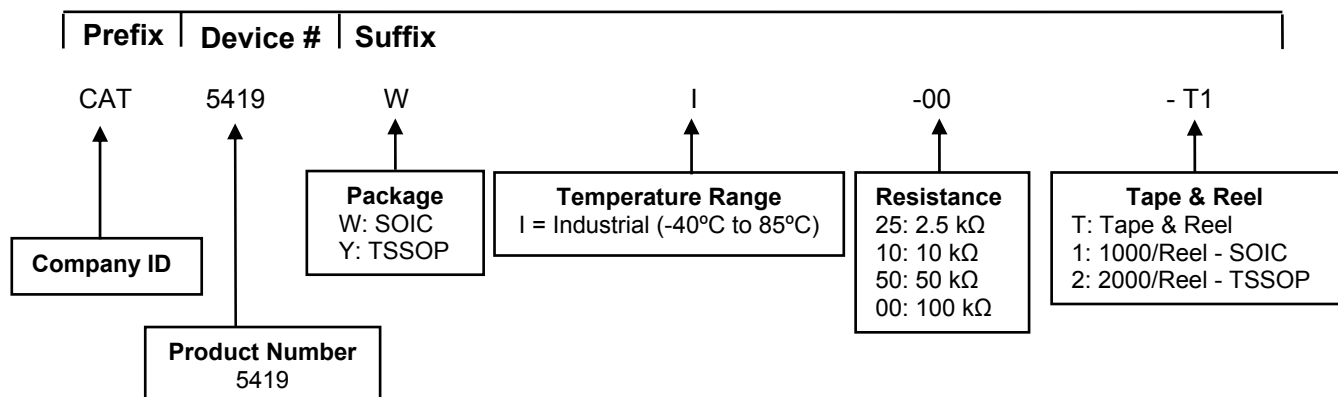 Prefix Device # Suffix
CAT 5419 W I -00 - T1
Company ID
Product Number
5419
Package
W: SOIC
Y: TSSOP
Temperature Range
I = Industrial (-40ºC to 85ºC)
Resistance
25: 2.5 kΩ
10: 10 kΩ
50: 50 kΩ
00: 100 kΩ
Tape & Reel
T: Tape & Reel
1: 1000/Reel - SOIC
2: 2000/Reel - TSSOP